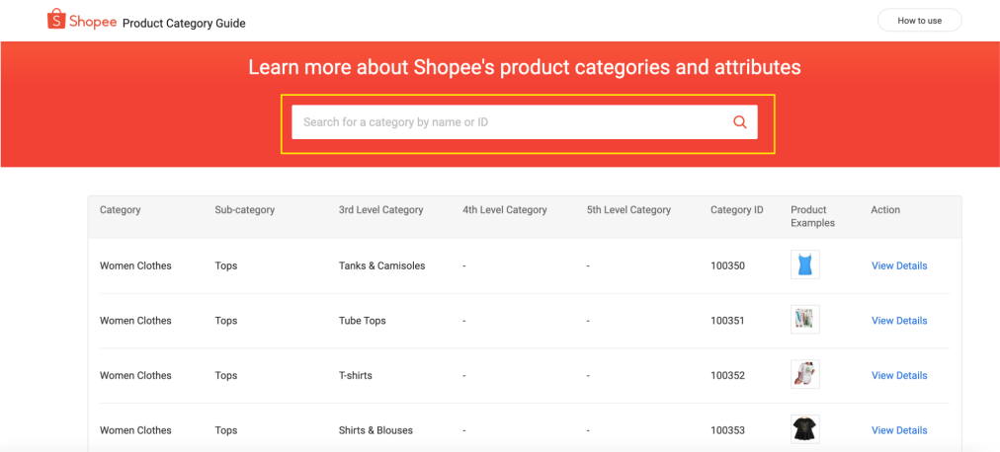 Shopee Product Category Guide How to use
Learn more about Shopee's product categories and attributes
Search for a category by name or ID
Category Sub-category 3rd Level Category 4th Level Category 5th Level Category Category ID Product Examples Action
Women Clothes Tops Tanks & Camisoles - - 100350 View Details
Women Clothes Tops Tube Tops - - 100351 View Details
Women Clothes Tops T-shirts - - 100352 View Details
Women Clothes Tops Shirts & Blouses - - 100353 View Details